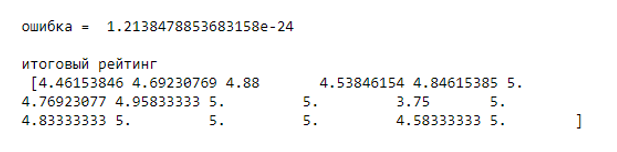 ошибка =  1.2138478853683158e-24

итоговый рейтинг
 [4.46153846 4.69230769 4.88       4.53846154 4.84615385 5.
4.76923077 4.95833333 5.         5.         3.75       5.
4.83333333 5.         5.         5.         4.58333333 5.        ]